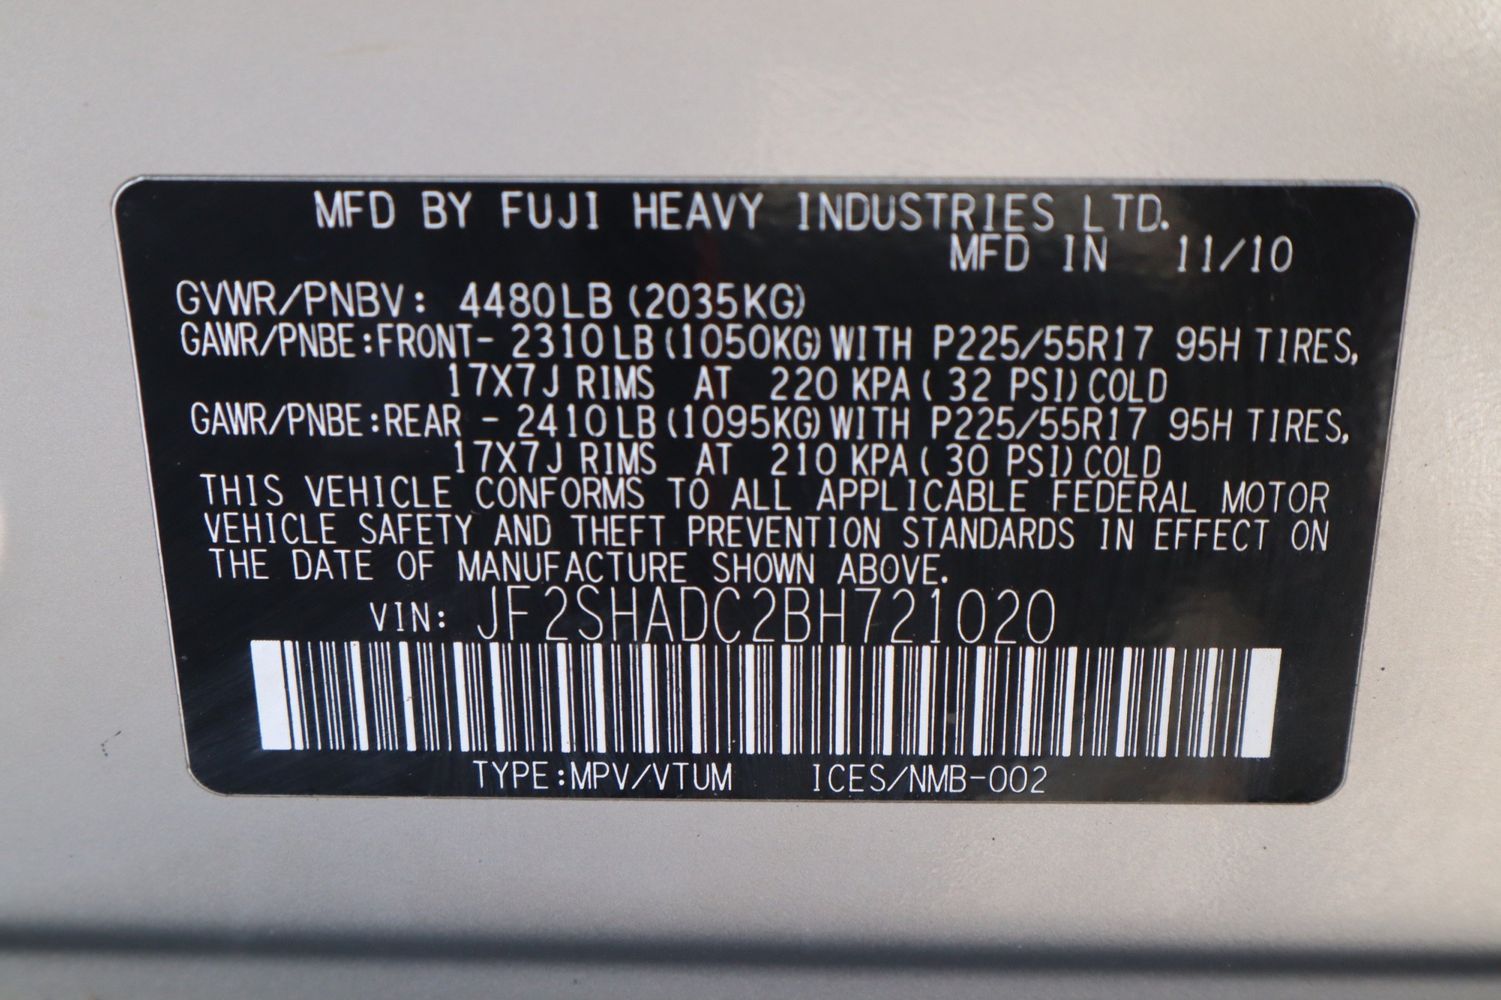 MFD BY FUJI HEAVY INDUSTRIES LTD.
MFD IN 11/10
GVWR/PNBV: 4480LB (2035KG)
GAWR/PNBE:FRONT- 2310LB (1050KG) WITH P225/55R17 95H TIRES,
17X7J RIMS AT 220 KPA ( 32 PSI) COLD
GAWR/PNBE:REAR - 2410LB (1095KG) WITH P225/55R17 95H TIRES,
17X7J RIMS AT 210 KPA ( 30 PSI) COLD
THIS VEHICLE CONFORMS TO ALL APPLICABLE FEDERAL MOTOR
VEHICLE SAFETY AND THEFT PREVENTION STANDARDS IN EFFECT ON
THE DATE OF MANUFACTURE SHOWN ABOVE.
VIN: JF2SHADC2BH721020
TYPE:MPV/VTUM ICES/NMB-002